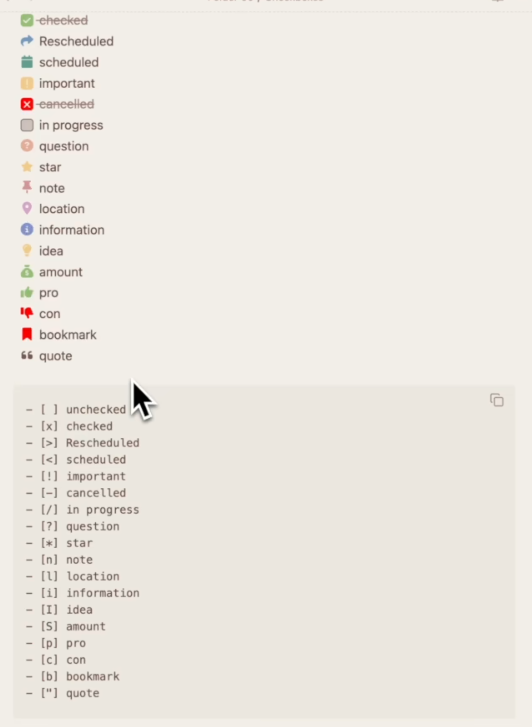 checked
Rescheduled
scheduled
important
cancelled
in progress
question
star
note
location
information
idea
amount
pro
con
bookmark
quote
- [ ] unchecked
- [x] checked
- [>] Rescheduled
- [<] scheduled
- [!] important
- [-] cancelled
- [/] in progress
- [?] question
- [*] star
- [n] note
- [l] location
- [i] information
- [I] idea
- [S] amount
- [p] pro
- [c] con
- [b] bookmark
- ["] quote